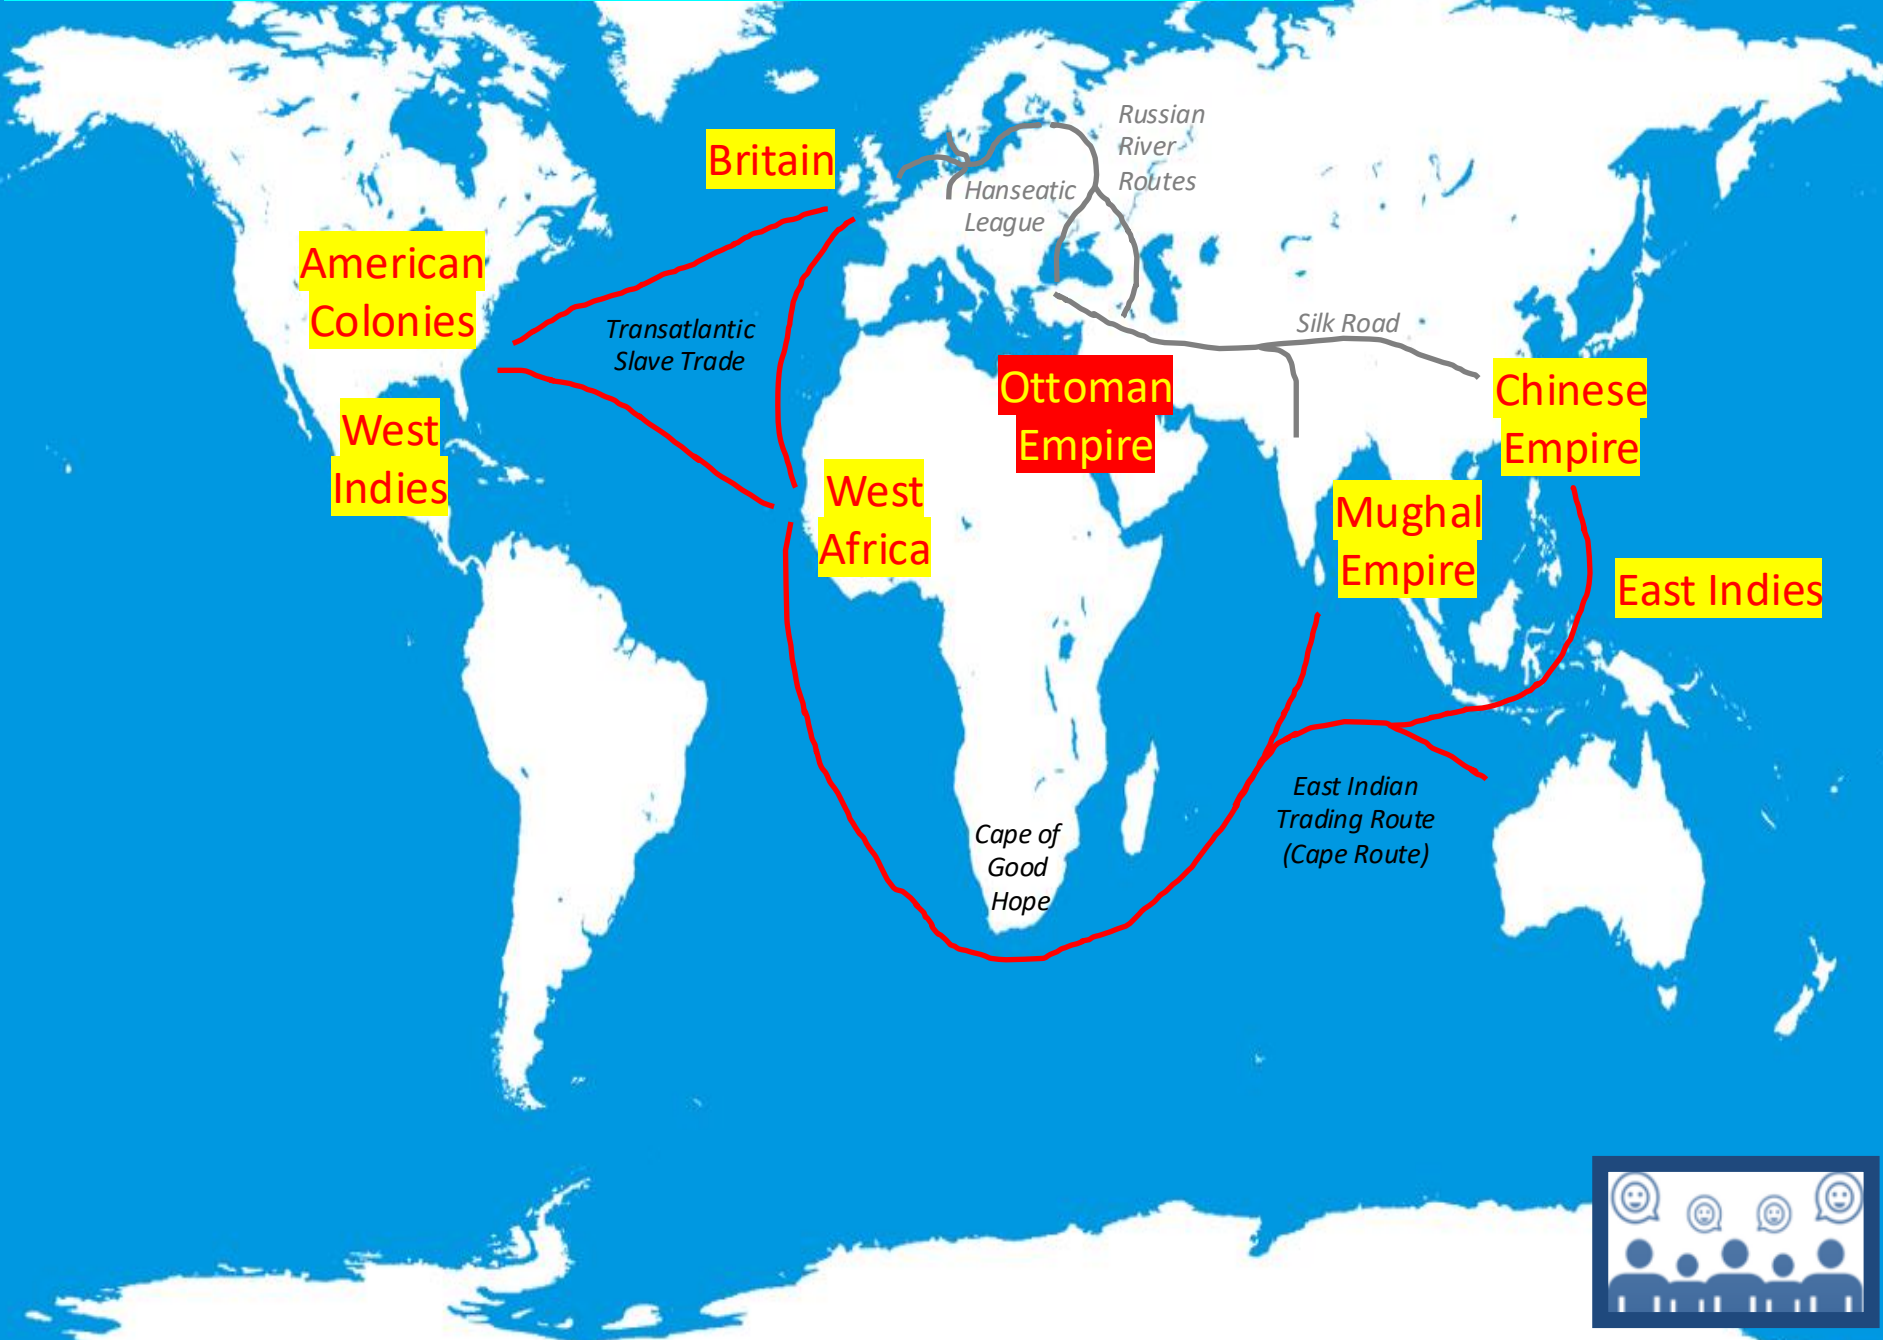 Russian
River
Routes
Britain
Hanseatic
League
American
Colonies
Transatlantic
Slave Trade
Silk Road
Ottoman
Empire
Chinese
Empire
West
Indies
West
Africa
Mughal
Empire
East Indies
East Indian
Trading Route
(Cape Route)
Cape of
Good
Hope